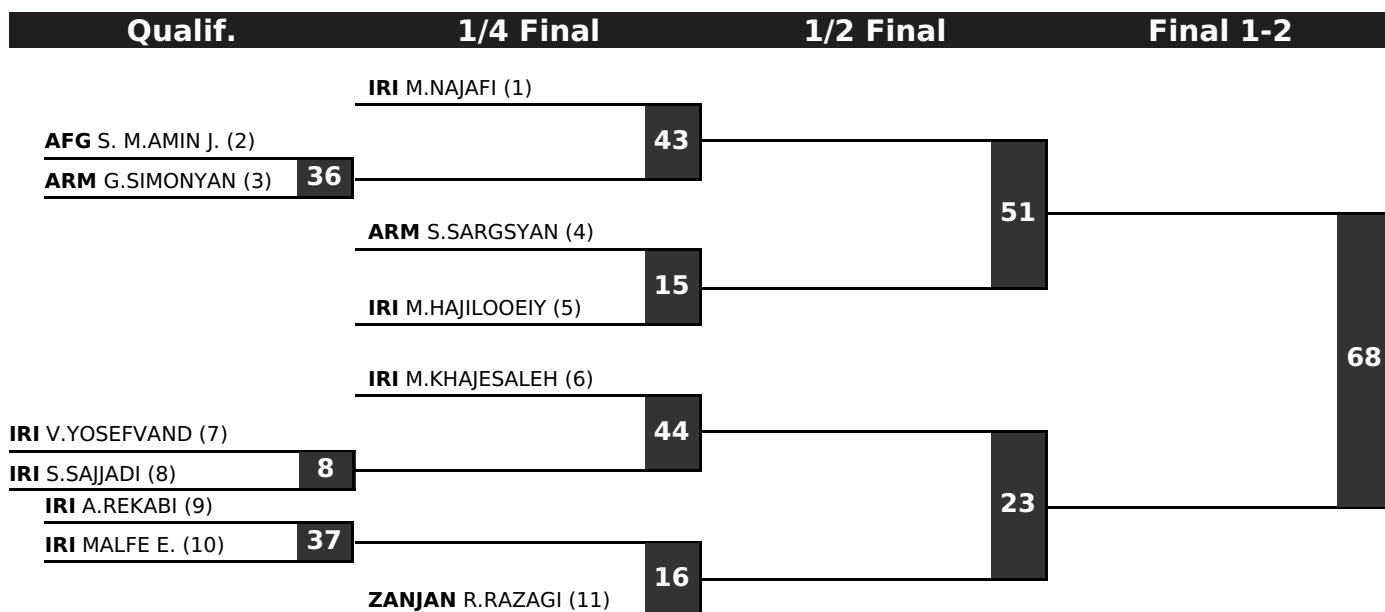 Qualif. 1/4 Final 1/2 Final Final 1-2
IRI M.NAJAFI (1)
AFG S. M.AMIN J. (2)
43
ARM G.SIMONYAN (3) 36
51
ARM S.SARGSYAN (4)
15
IRI M.HAJILOOEIY (5)
68
IRI M.KHAJESALEH (6)
IRI V.YOSEFVAND (7)
44
IRI S.SAJJADI (8) 8
IRI A.REKABI (9)
23
IRI MALFE E. (10) 37
16
ZANJAN R.RAZAGI (11)